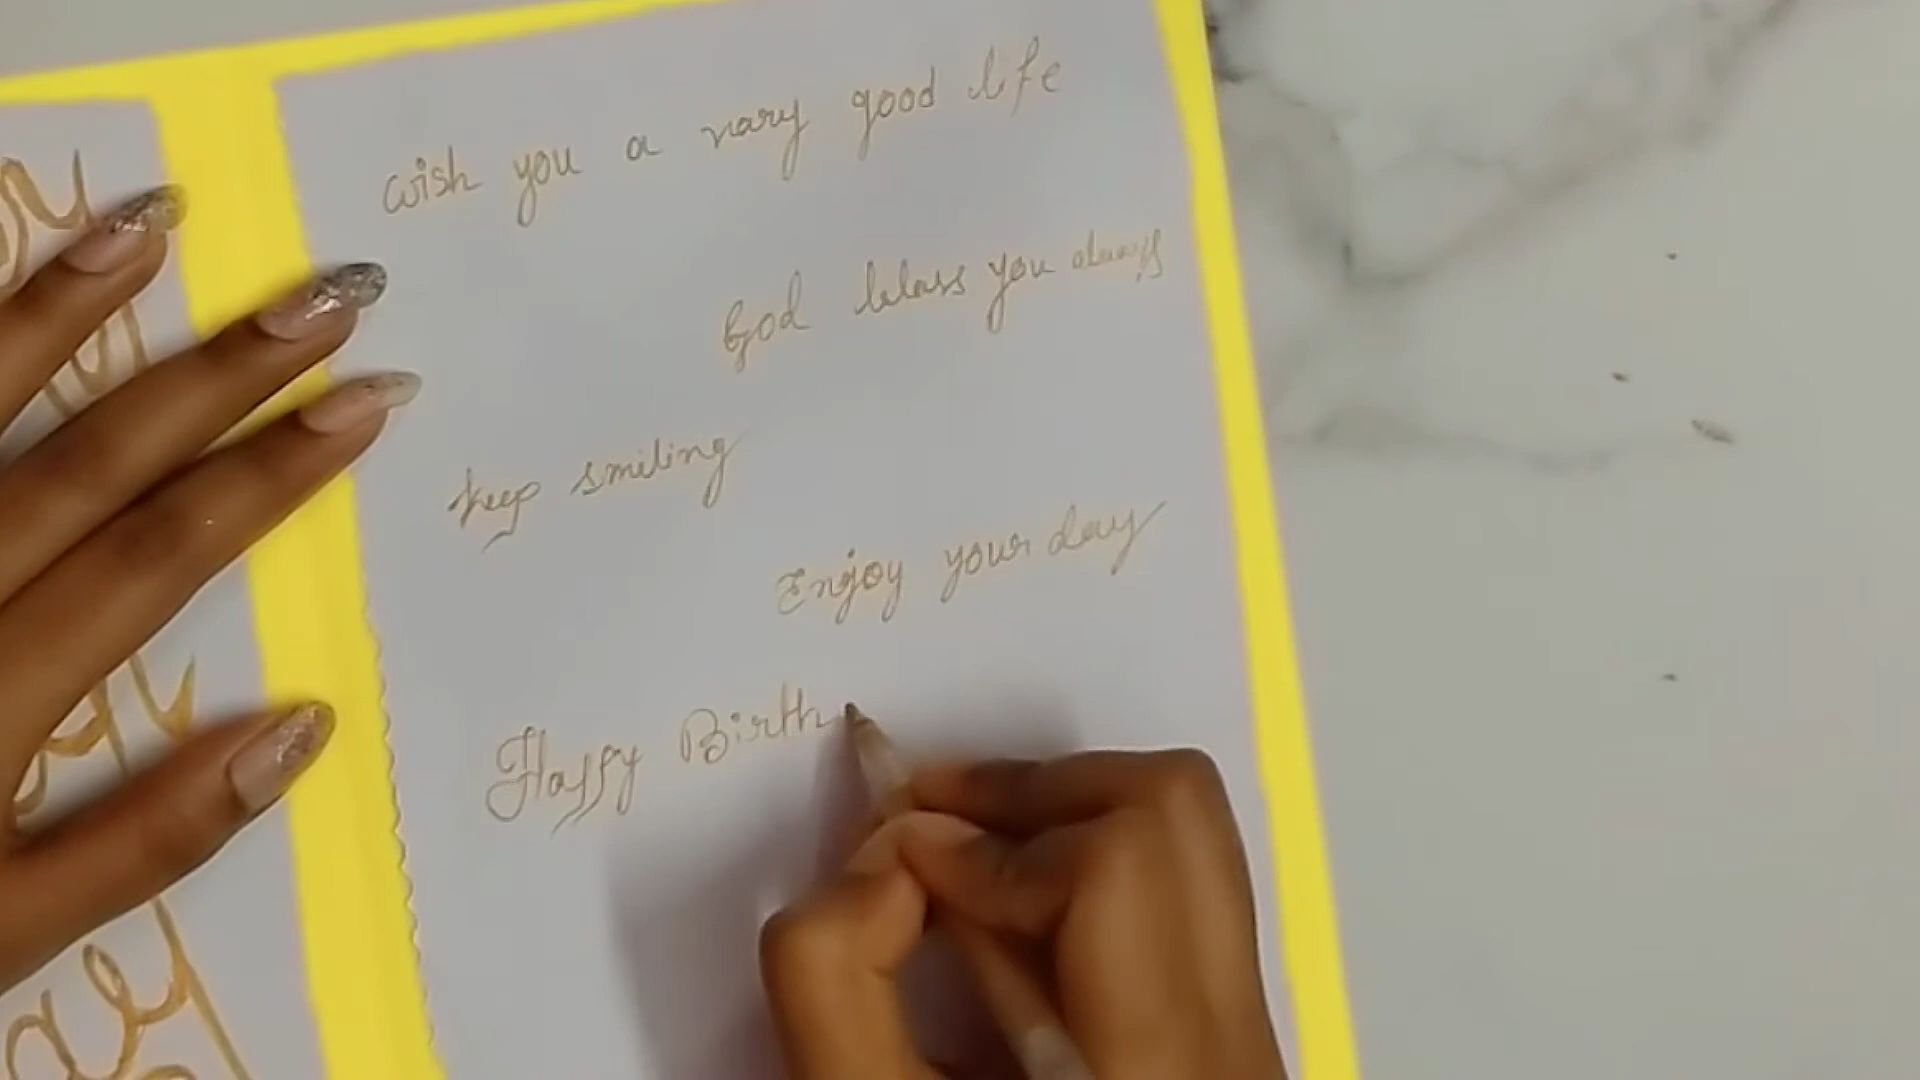 wish you a vary good life
God blass you always
keep smiling
Enjoy your day
Happy Birth